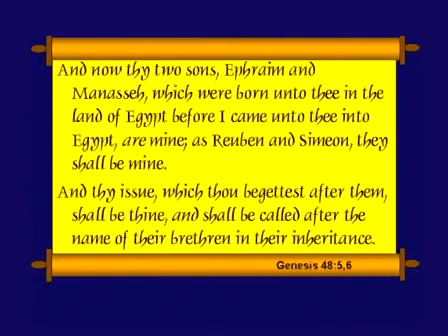 And now thy two sons, Ephraim and
Manasseh, which were born unto thee in the
land of Egypt before I came unto thee into
Egypt, are mine; as Reuben and Simeon, they
shall be mine.
And thy issue, which thou begettest after them,
shall be thine, and shall be called after the
name of their brethren in their inheritance.
Genesis 48:5,6